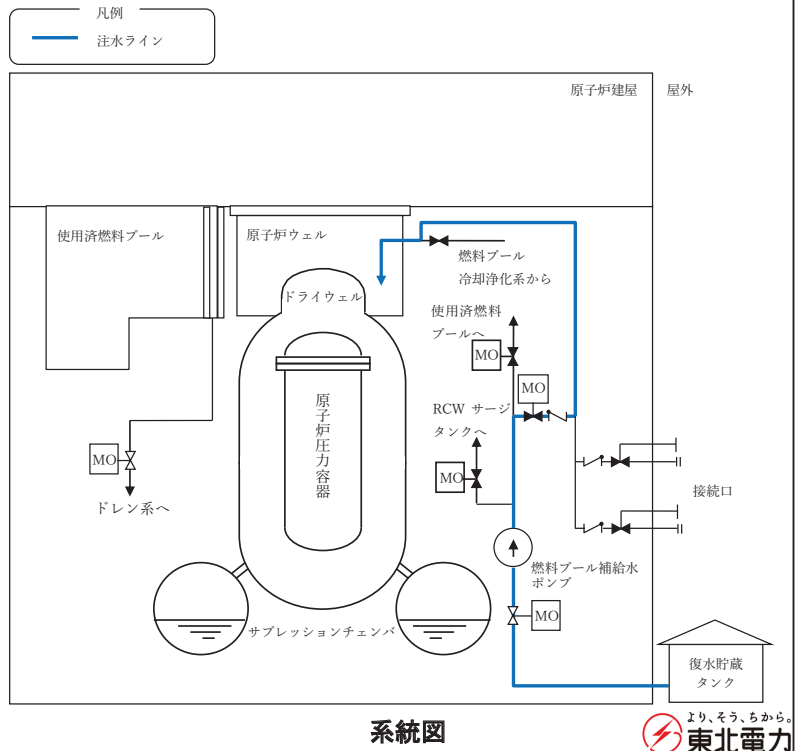 凡例
注水ライン
原子炉建屋
屋外
使用済燃料プール
原子炉ウェル
燃料プール
冷却浄化系から
ドライウェル
使用済燃料
プールへ
MO
MO
RCW サージ
タンクへ
原子炉圧力容器
MO
MO
接続口
ドレン系へ
燃料プール補給水
ポンプ
MO
サプレッションチェンバ
復水貯蔵
タンク
系統図
より、そう、ちから。
東北電力